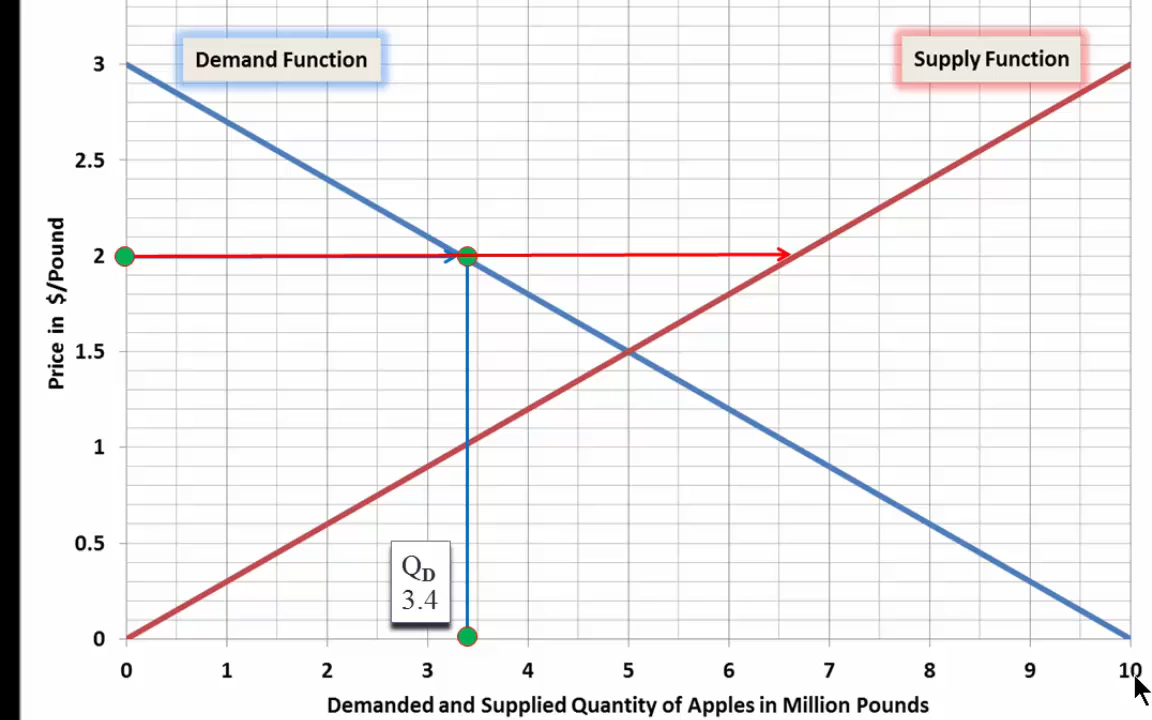 Demand Function
Supply Function
3
2.5
2
1.5
1
0.5
0
Price in $/Pound
Q_D
3.4
0 1 2 3 4 5 6 7 8 9 10
Demanded and Supplied Quantity of Apples in Million Pounds